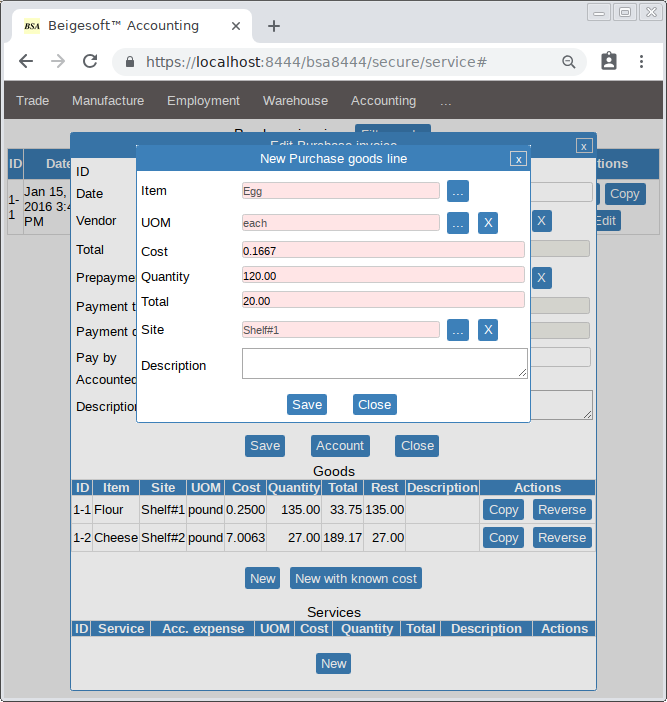 BSA Beigesoft™ Accounting
https://localhost:8444/bsa8444/secure/service#
Trade Manufacture Employment Warehouse Accounting ...
ID Date
1-1 Jan 15, 2016 3:4 PM
Copy
Edit
Edit Purchase invoice x
ID
Date
Vendor X
Total
Prepayme X
Payment t
Payment d
Pay by
Accounted
Description
New Purchase goods line x
Item Egg ...
UOM each ... X
Cost 0.1667
Quantity 120.00
Total 20.00
Site Shelf#1 ... X
Description
Save Close
Save Account Close
Goods
ID Item Site UOM Cost Quantity Total Rest Description Actions
1-1 Flour Shelf#1 pound 0.2500 135.00 33.75 135.00 Copy Reverse
1-2 Cheese Shelf#2 pound 7.0063 27.00 189.17 27.00 Copy Reverse
New New with known cost
Services
ID Service Acc. expense UOM Cost Quantity Total Description Actions
New